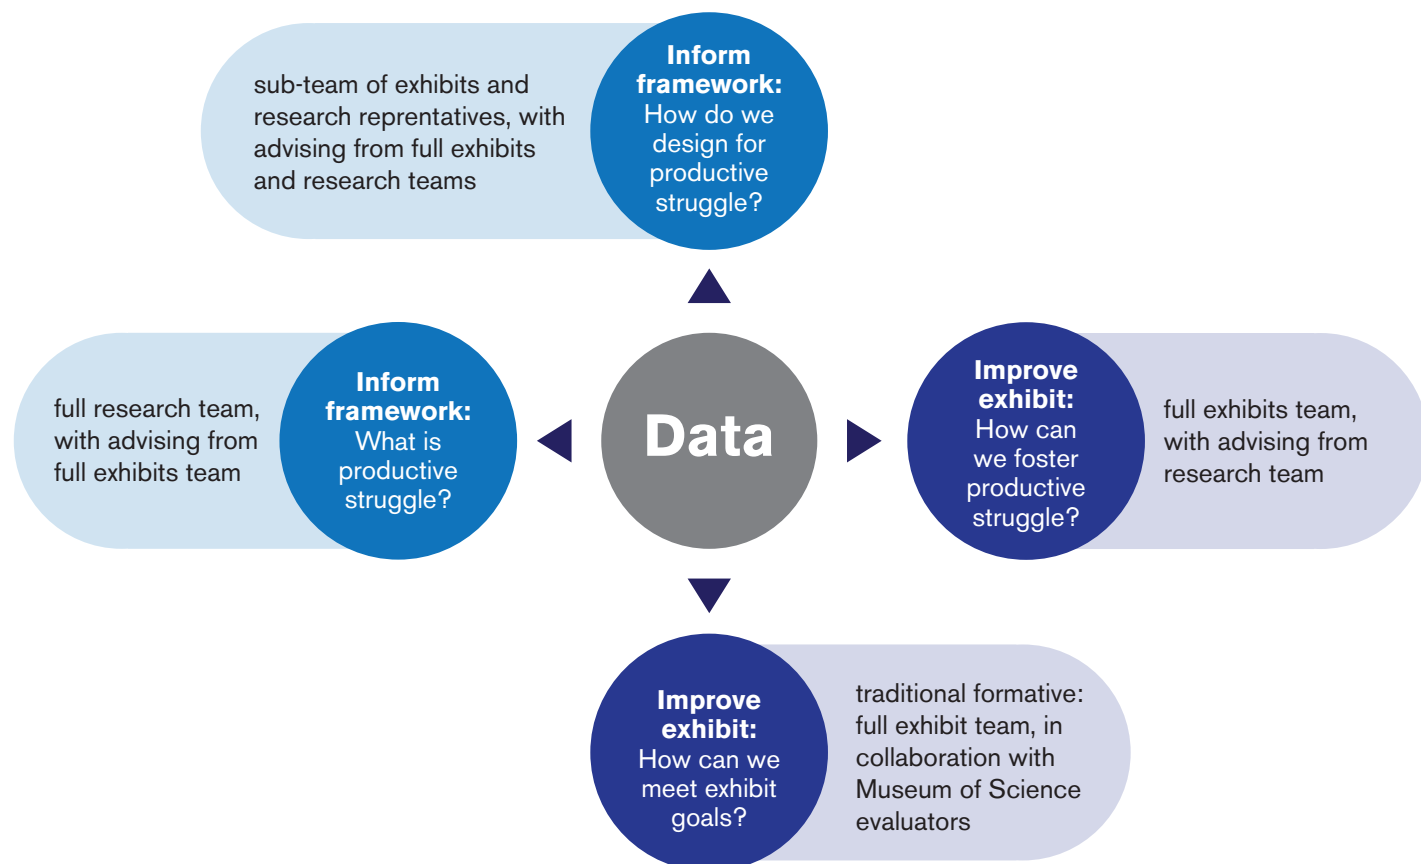 sub-team of exhibits and
research reprentatives, with
advising from full exhibits
and research teams
Inform
framework:
How do we
design for
productive
struggle?
full research team,
with advising from
full exhibits team
Inform
framework:
What is
productive
struggle?
Data
Improve
exhibit:
How can
we foster
productive
struggle?
full exhibits team,
with advising from
research team
Improve
exhibit:
How can we
meet exhibit
goals?
traditional formative:
full exhibit team, in
collaboration with
Museum of Science
evaluators